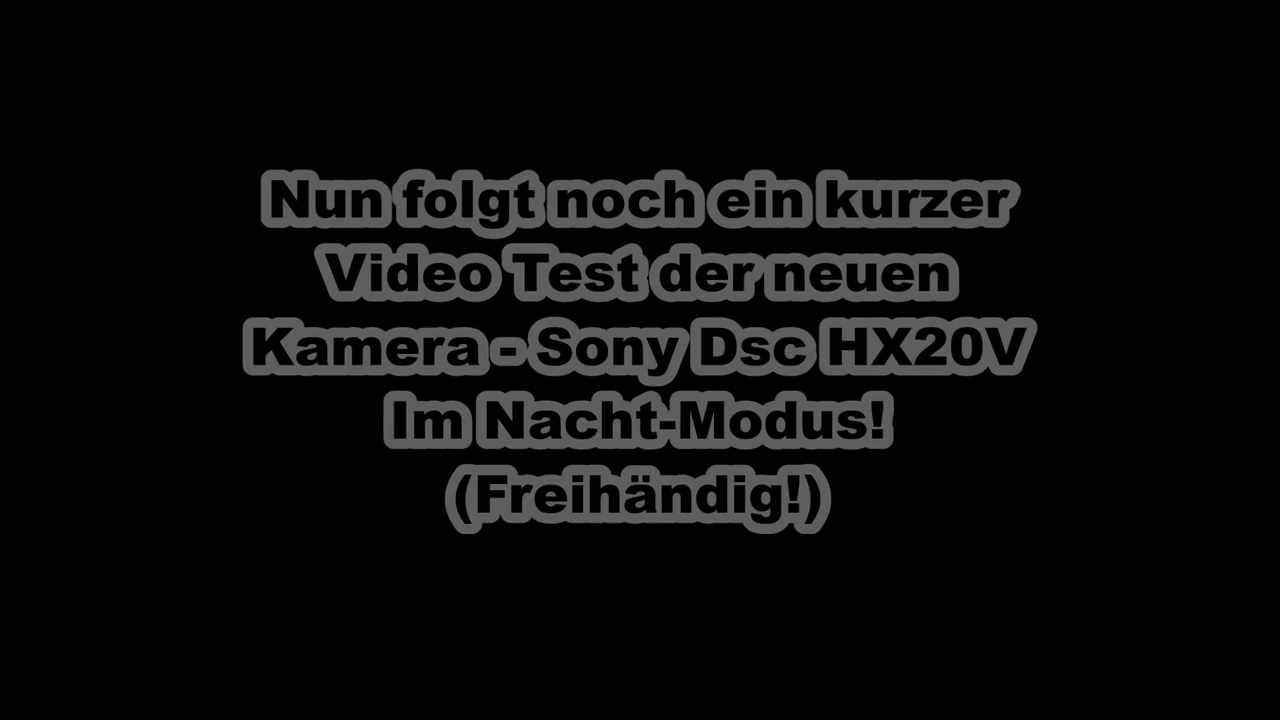 Nun folgt noch ein kurzer
Video Test der neuen
Kamera - Sony Dsc HX20V
Im Nacht-Modus!
(Freihändig!)